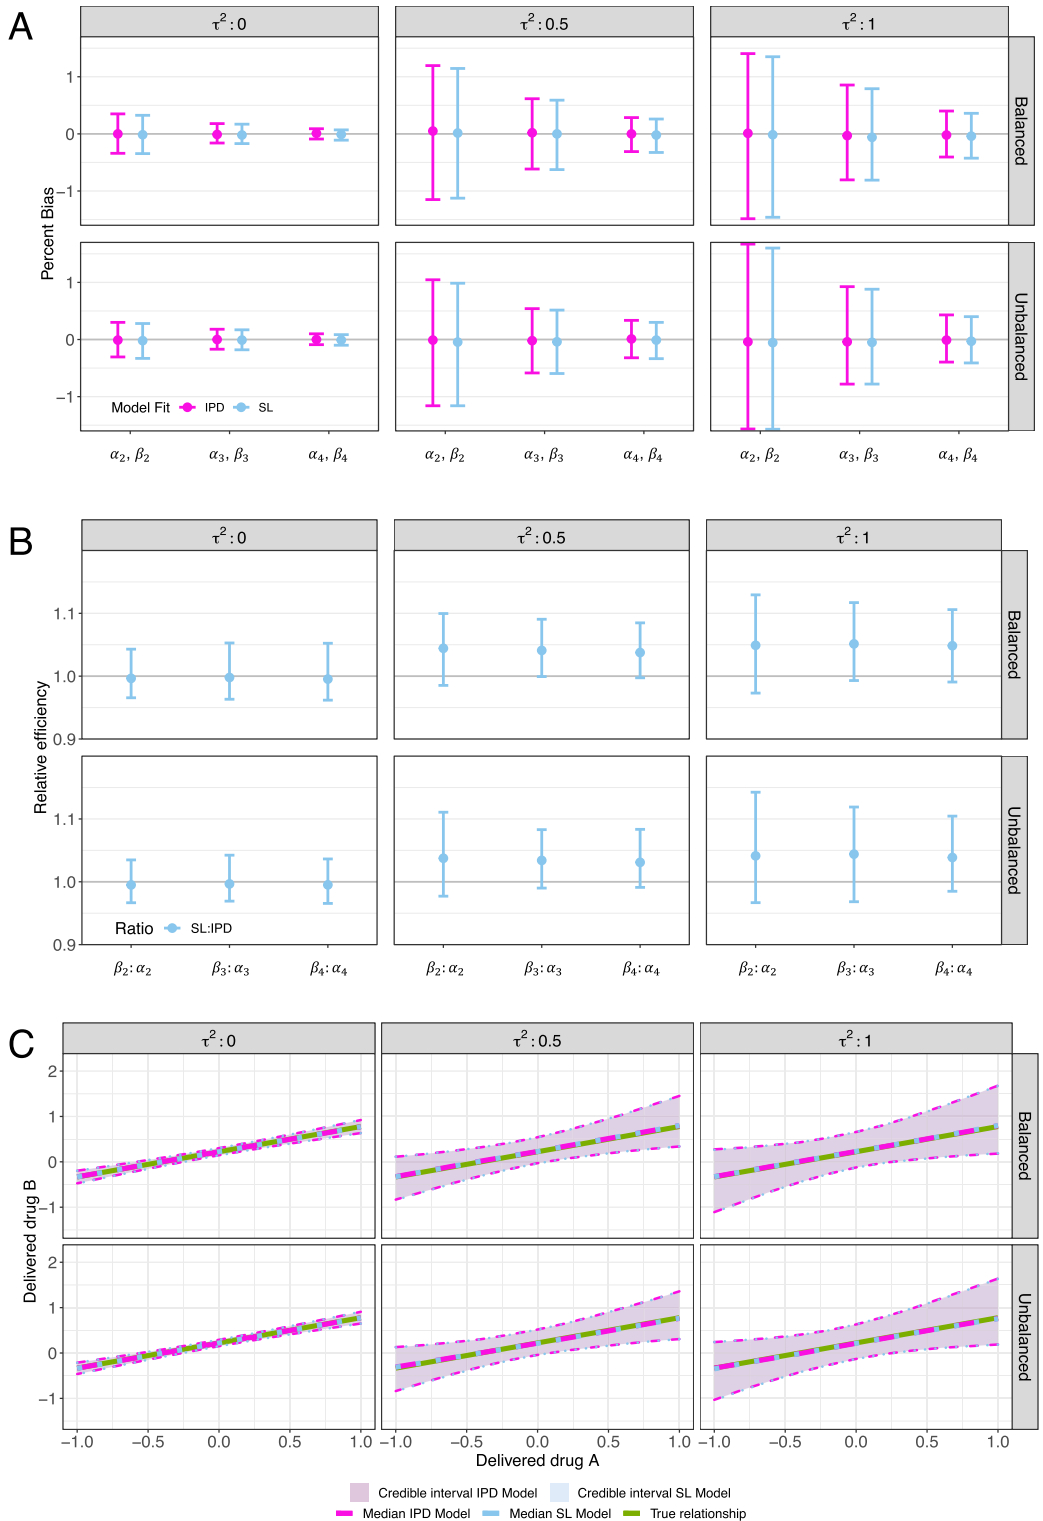 A
τ²: 0
τ²: 0.5
τ²: 1
Percent Bias
1
0
−1
Balanced
1
0
−1
Unbalanced
Model Fit IPD SL
α₂, β₂
α₃, β₃
α₄, β₄
α₂, β₂
α₃, β₃
α₄, β₄
α₂, β₂
α₃, β₃
α₄, β₄
B
τ²: 0
τ²: 0.5
τ²: 1
Relative efficiency
1.1
1.0
0.9
Balanced
1.1
1.0
0.9
Unbalanced
Ratio SL:IPD
β₂: α₂
β₃: α₃
β₄: α₄
β₂: α₂
β₃: α₃
β₄: α₄
β₂: α₂
β₃: α₃
β₄: α₄
C
τ²: 0
τ²: 0.5
τ²: 1
Delivered drug B
2
1
0
−1
Balanced
2
1
0
−1
Unbalanced
−1.0 −0.5 0.0 0.5 1.0
−1.0 −0.5 0.0 0.5 1.0
−1.0 −0.5 0.0 0.5 1.0
Delivered drug A
Credible interval IPD Model Credible interval SL Model
Median IPD Model Median SL Model True relationship